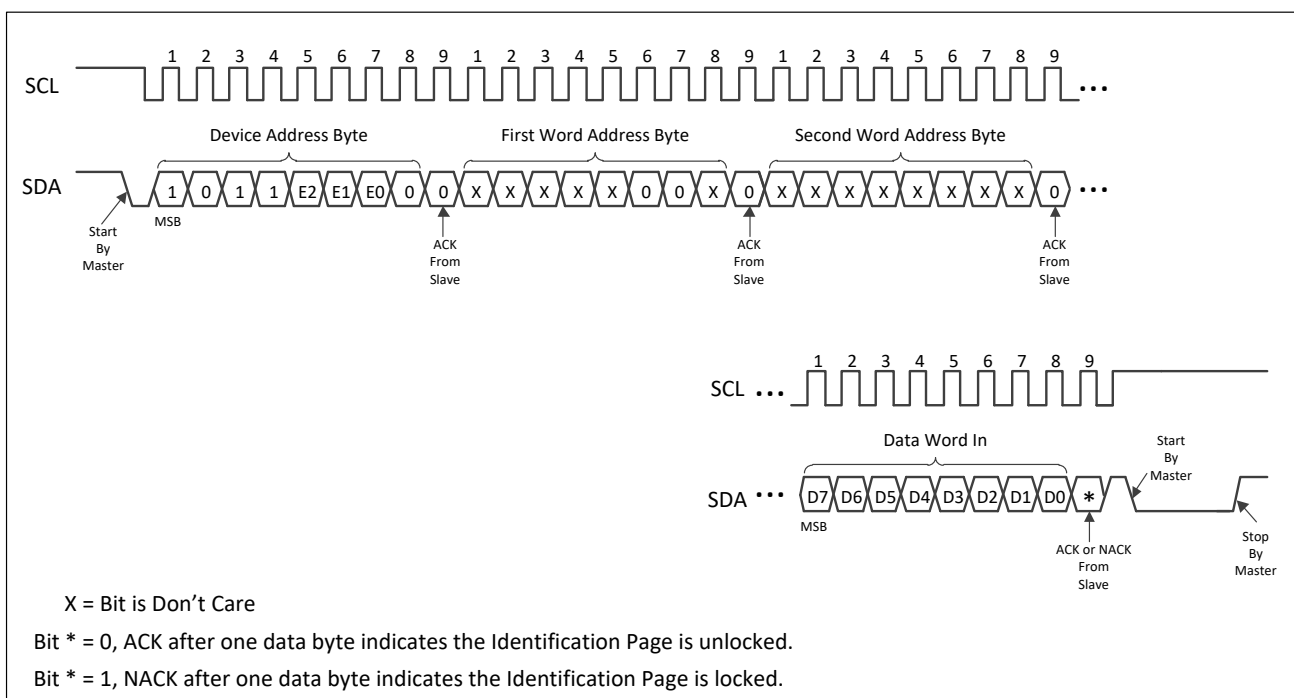 1 2 3 4 5 6 7 8 9 1 2 3 4 5 6 7 8 9 1 2 3 4 5 6 7 8 9
SCL ...
Device Address Byte First Word Address Byte Second Word Address Byte
SDA 1 0 1 1 E2 E1 E0 0 0 X X X X X 0 0 X 0 X X X X X X X X 0 ...
MSB
Start
By
Master
ACK
From
Slave
ACK
From
Slave
ACK
From
Slave
1 2 3 4 5 6 7 8 9
SCL ...
Data Word In
SDA ... D7 D6 D5 D4 D3 D2 D1 D0 *
MSB
Start
By
Master
ACK or NACK
From
Slave
Stop
By
Master
X = Bit is Don’t Care
Bit * = 0, ACK after one data byte indicates the Identification Page is unlocked.
Bit * = 1, NACK after one data byte indicates the Identification Page is locked.